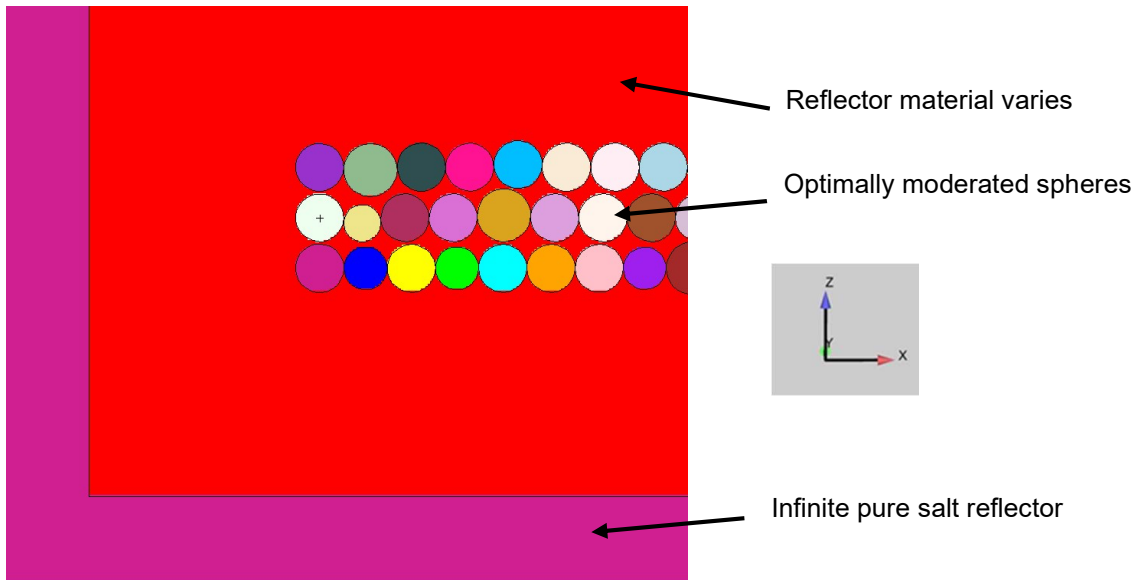 Reflector material varies
Optimally moderated spheres
Z
Y
X
Infinite pure salt reflector